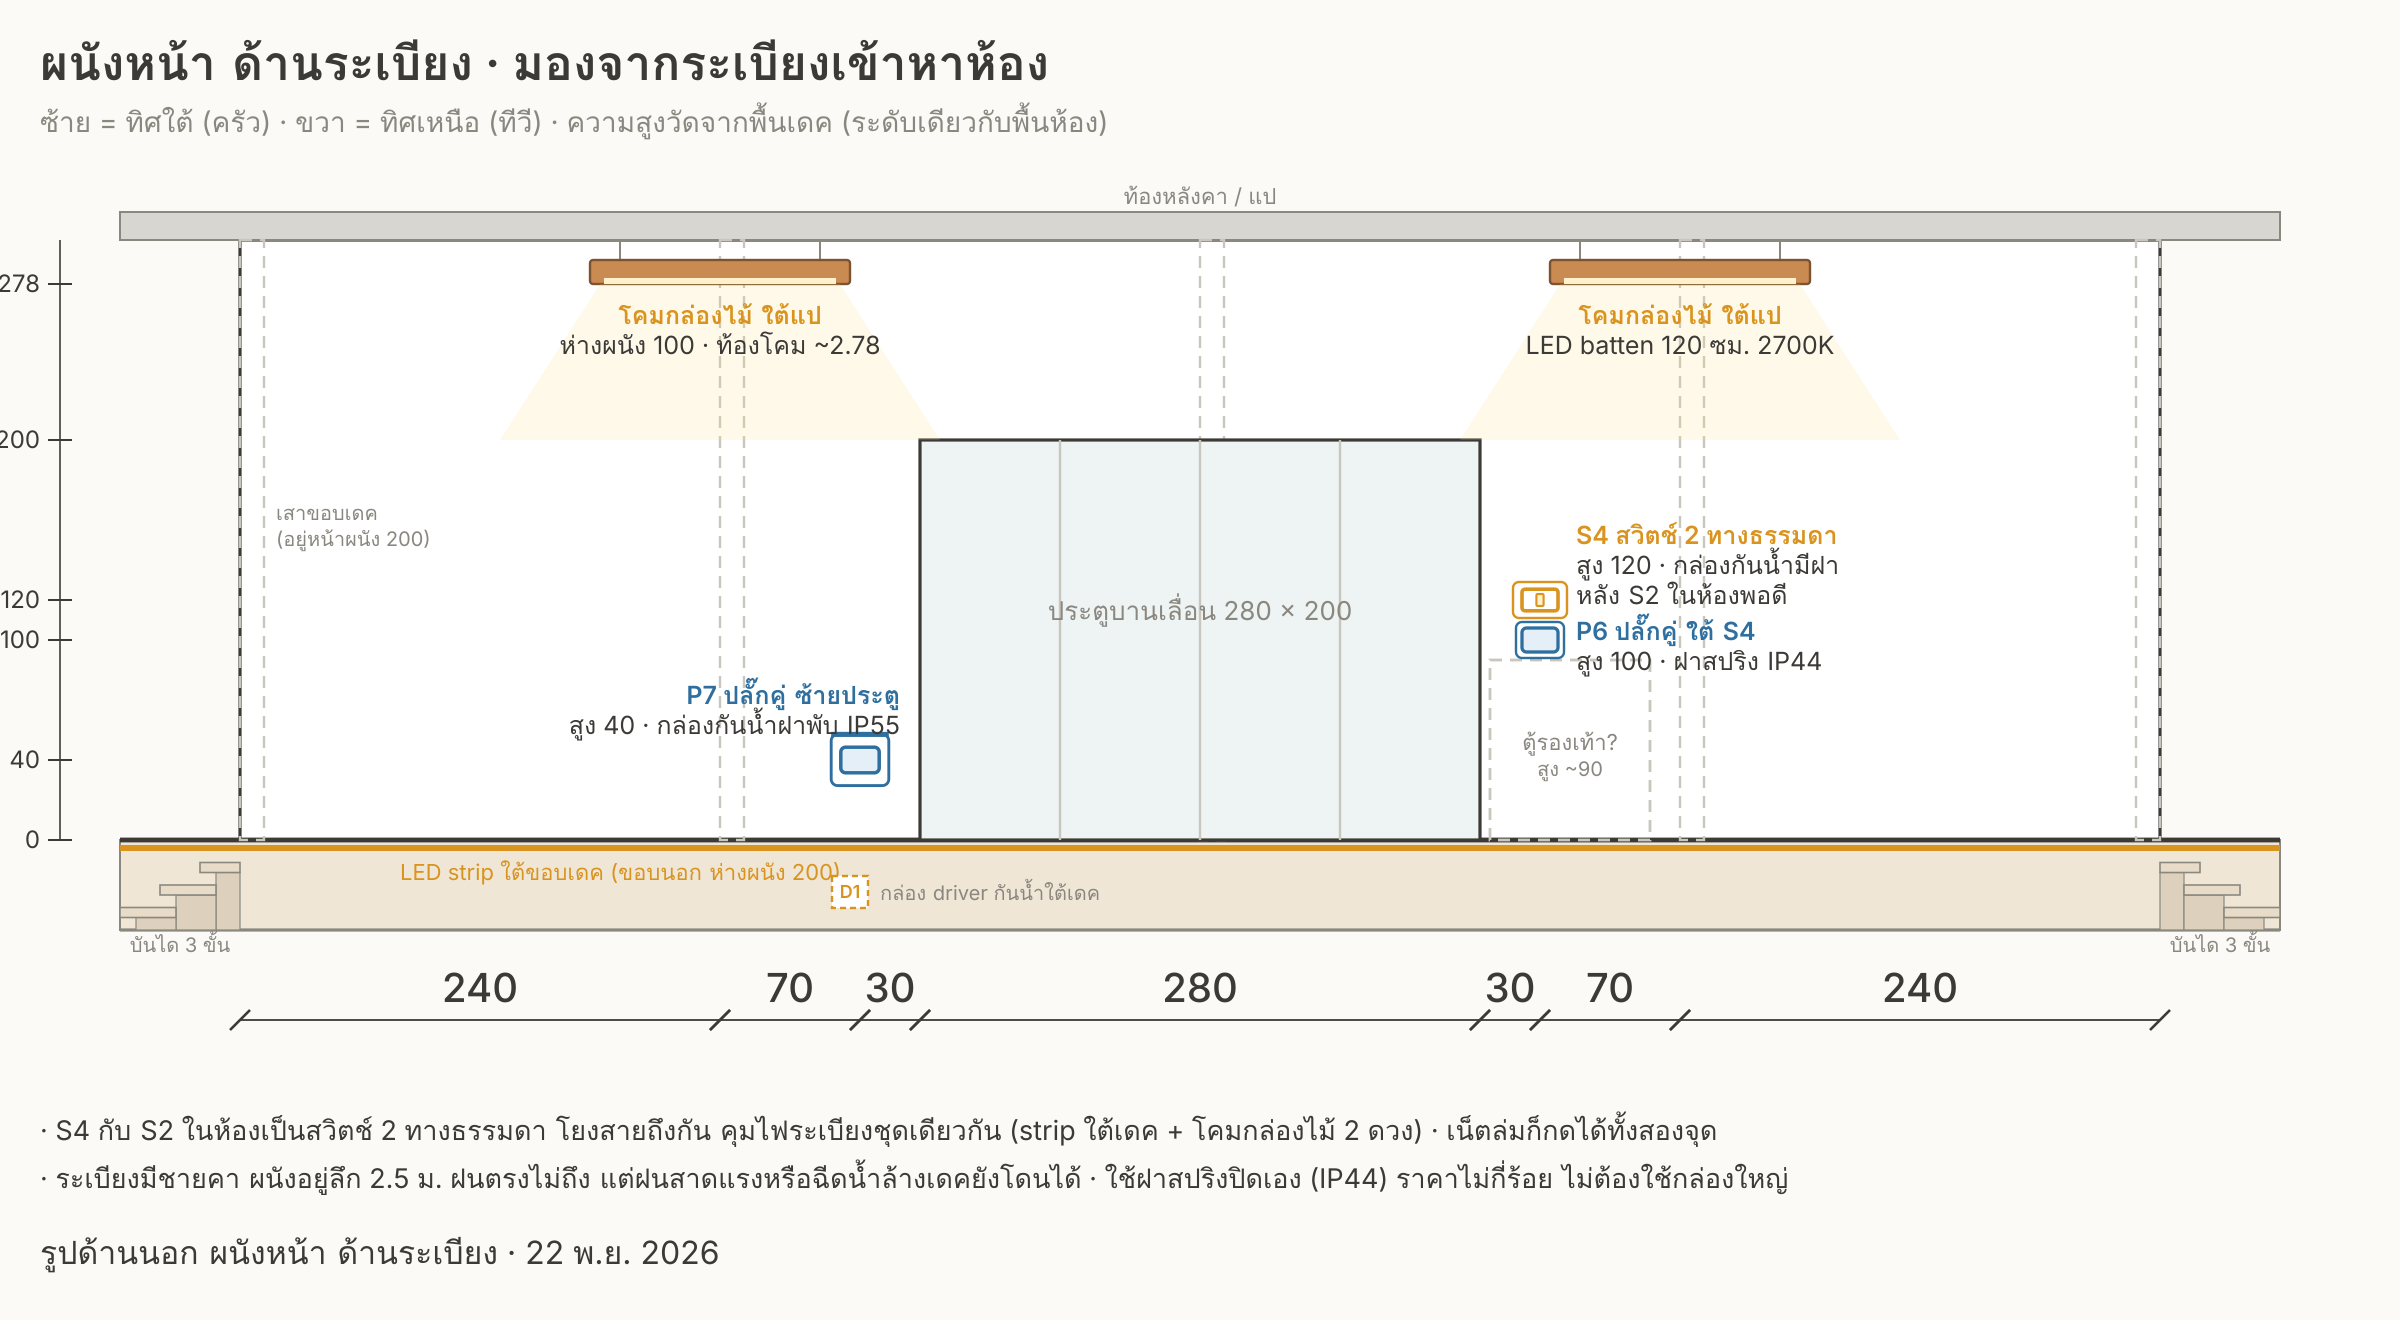 ผนังหน้า ด้านระเบียง · มองจากระเบียงเข้าหาห้อง
ซ้าย = ทิศใต้ (ครัว) · ขวา = ทิศเหนือ (ทีวี) · ความสูงวัดจากพื้นเดค (ระดับเดียวกับพื้นห้อง)
ท้องหลังคา / แป
278
โคมกล่องไม้ ใต้แป
ห่างผนัง 100 · ท้องโคม ~2.78
โคมกล่องไม้ ใต้แป
LED batten 120 ซม. 2700K
200
เสาขอบเดค
(อยู่หน้าผนัง 200)
S4 สวิตช์ 2 ทางธรรมดา
สูง 120 · กล่องกันน้ำมีฝา
หลัง S2 ในห้องพอดี
120
ประตูบานเลื่อน 280 × 200
100
P6 ปลั๊กคู่ ใต้ S4
สูง 100 · ฝาสปริง IP44
P7 ปลั๊กคู่ ซ้ายประตู
สูง 40 · กล่องกันน้ำฝาพับ IP55
40
ตู้รองเท้า?
สูง ~90
0
LED strip ใต้ขอบเดค (ขอบนอก ห่างผนัง 200)
D1
กล่อง driver กันน้ำใต้เดค
บันได 3 ขั้น
บันได 3 ขั้น
240 70 30 280 30 70 240
· S4 กับ S2 ในห้องเป็นสวิตช์ 2 ทางธรรมดา โยงสายถึงกัน คุมไฟระเบียงชุดเดียวกัน (strip ใต้เดค + โคมกล่องไม้ 2 ดวง) · เน็ตล่มก็กดได้ทั้งสองจุด
· ระเบียงมีชายคา ผนังอยู่ลึก 2.5 ม. ฝนตรงไม่ถึง แต่ฝนสาดแรงหรือฉีดน้ำล้างเดคยังโดนได้ · ใช้ฝาสปริงปิดเอง (IP44) ราคาไม่กี่ร้อย ไม่ต้องใช้กล่องใหญ่
รูปด้านนอก ผนังหน้า ด้านระเบียง · 22 พ.ย. 2026